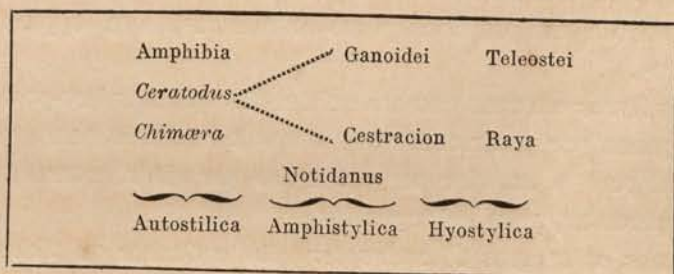 Amphibia Ganoidei Teleostei
Ceratodus
Chimæra Cestracion Raya
Notidanus
Autostilica Amphistylica Hyostylica